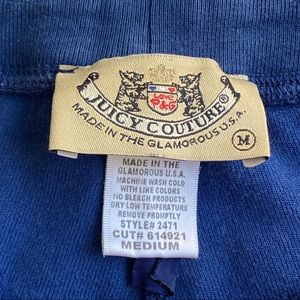 LOVE
G&P
JUICY COUTURE®
MADE IN THE GLAMOROUS U.S.A.
M
MADE IN THE
GLAMOROUS U.S.A.
MACHINE WASH COLD
WITH LIKE COLORS
NO BLEACH PRODUCTS
DRY LOW TEMPERATURE
REMOVE PROMPTLY
STYLE# 2471
CUT# 614921
MEDIUM